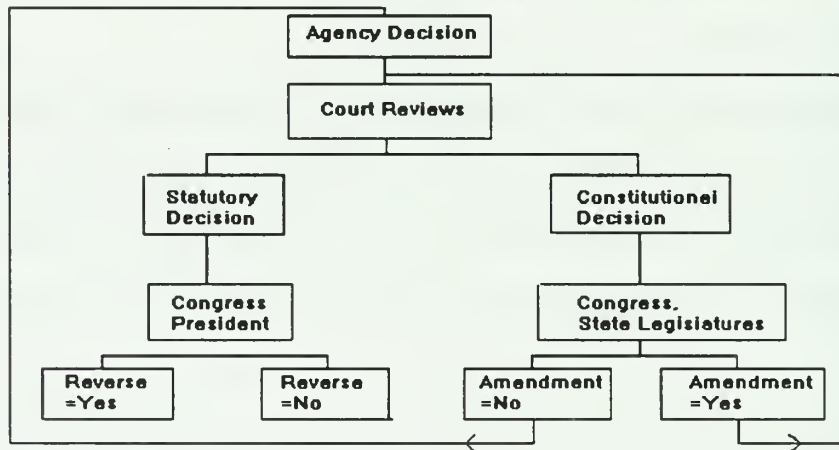 Agency Decision
Court Reviews
Statutory
Decision
Constitutional
Decision
Congress
President
Congress,
State Legislatures
Reverse
=Yes
Reverse
=No
Amendment
=No
Amendment
=Yes